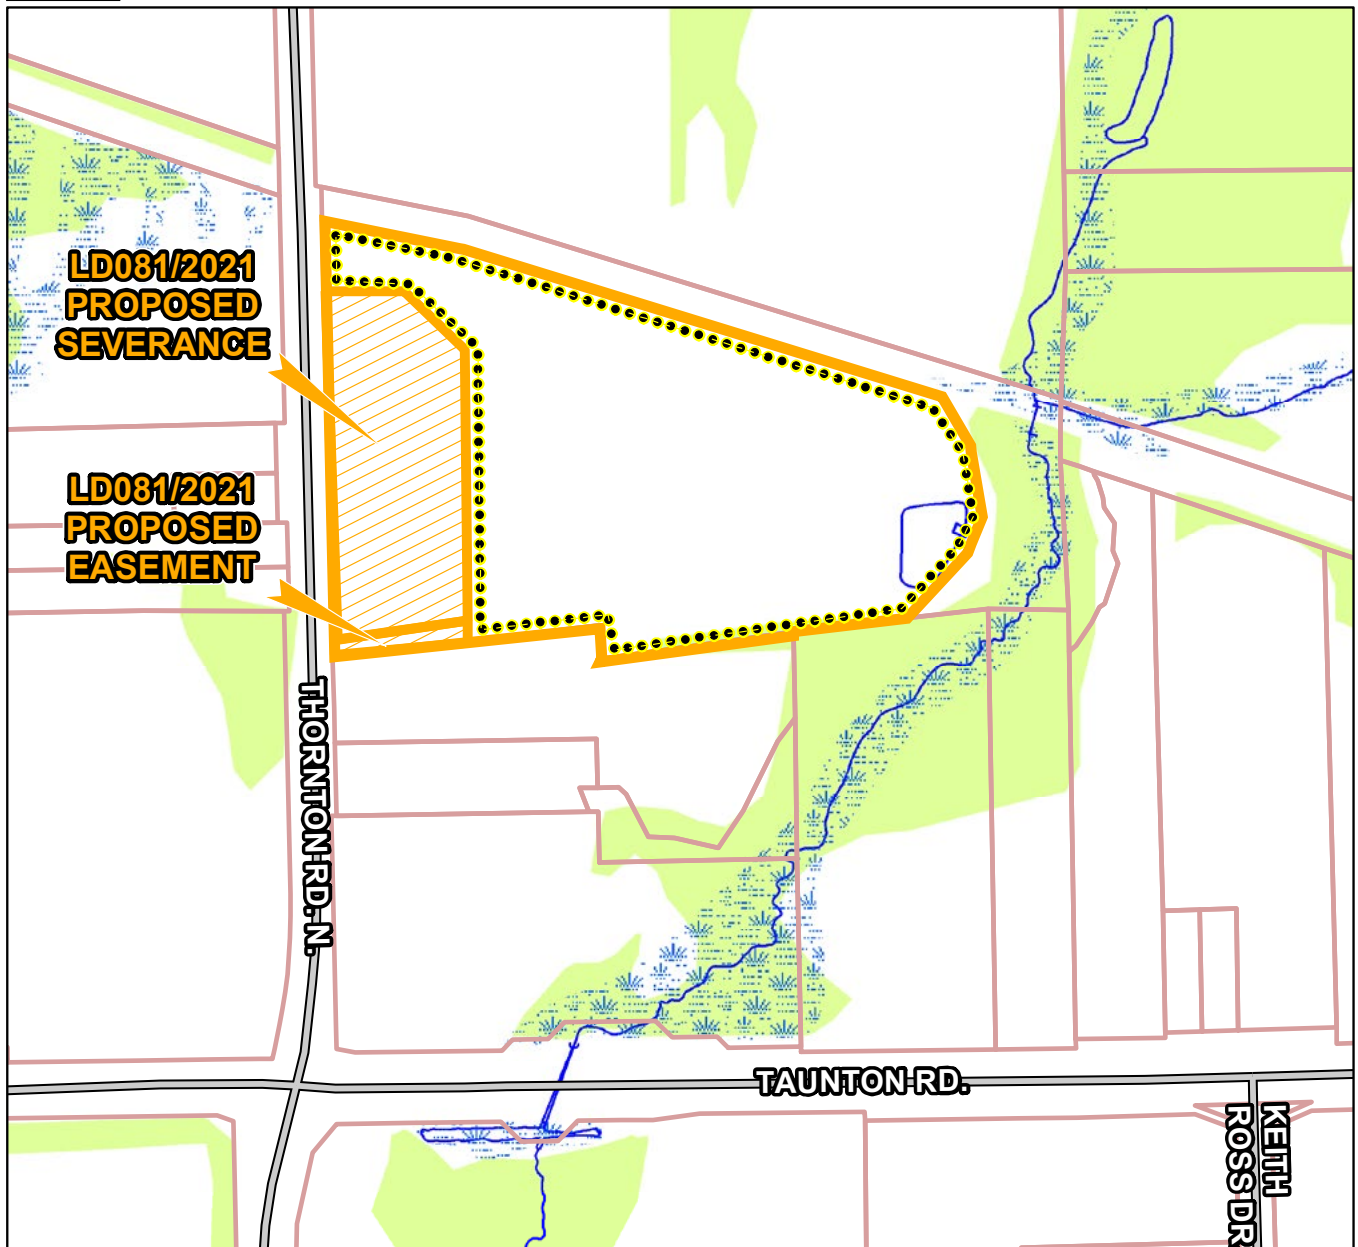 LD081/2021
PROPOSED
SEVERANCE
LD081/2021
PROPOSED
EASEMENT
THORNTON RD. N.
TAUNTON RD.
KEITH
ROSS DR